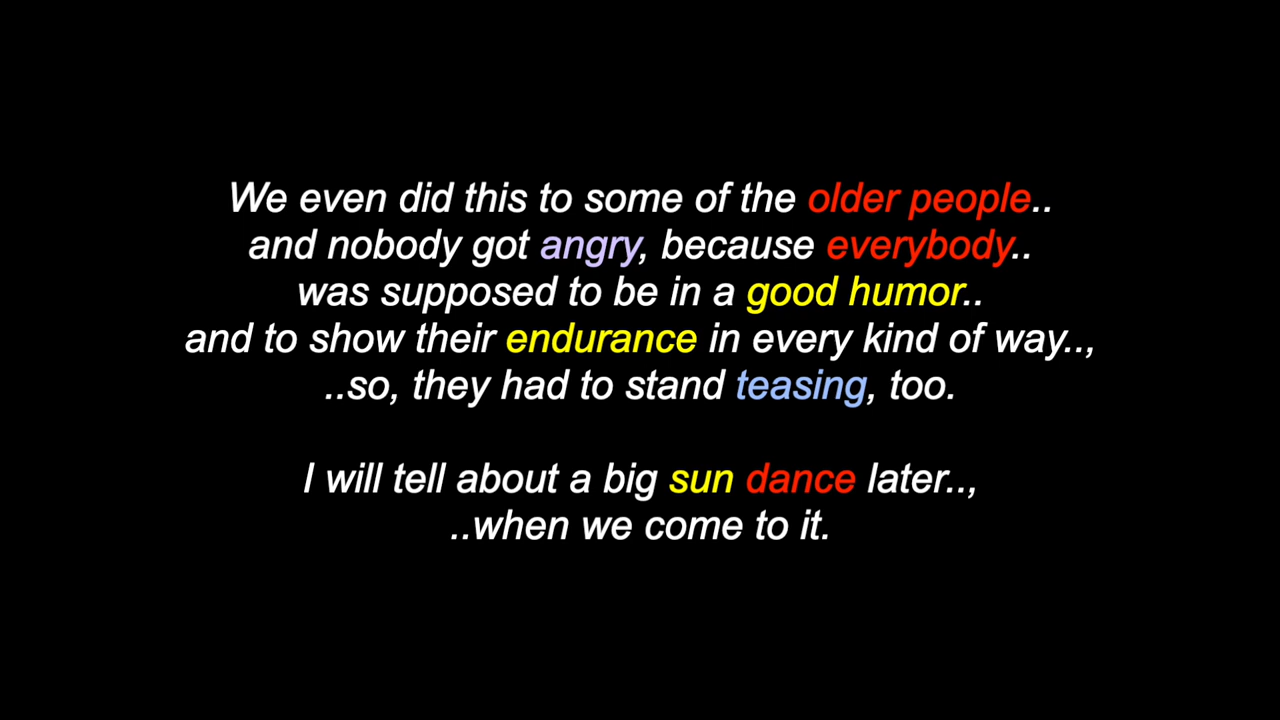 We even did this to some of the older people..
and nobody got angry, because everybody..
was supposed to be in a good humor..
and to show their endurance in every kind of way..,
..so, they had to stand teasing, too.
I will tell about a big sun dance later..,
..when we come to it.